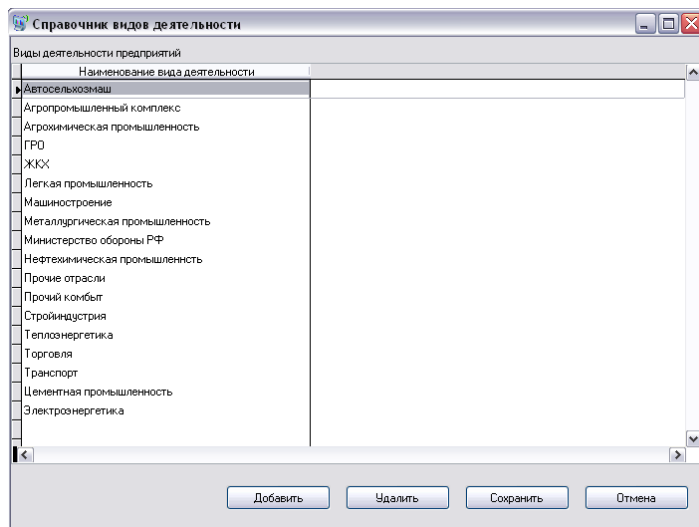 Справочник видов деятельности
Виды деятельности предприятий
Наименование вида деятельности
Автосельхозмаш
Агропромышленный комплекс
Агрохимическая промышленность
ГРО
ЖКХ
Легкая промышленность
Машиностроение
Металлургическая промышленность
Министерство обороны РФ
Нефтехимическая промышленнсть
Прочие отрасли
Прочий комбыт
Стройиндустрия
Теплоэнергетика
Торговля
Транспорт
Цементная промышленность
Электроэнергетика
Добавить Удалить Сохранить Отмена